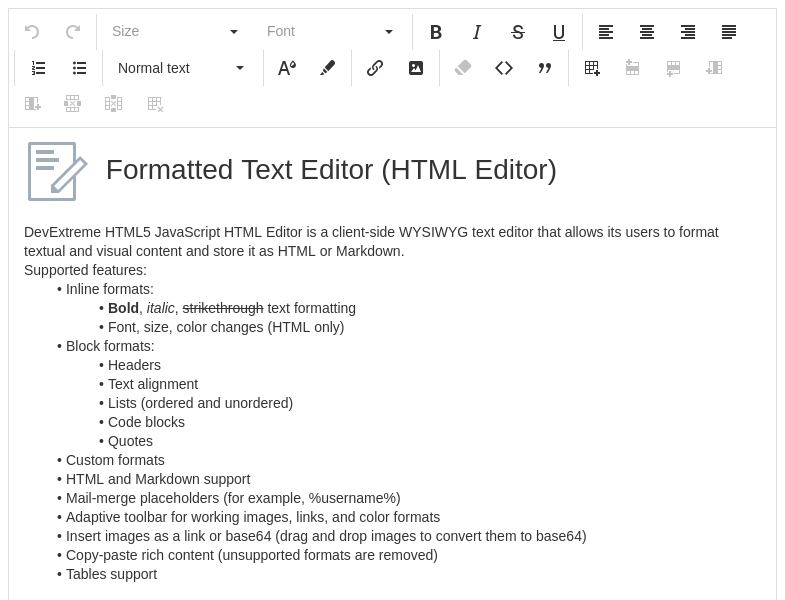 Size
Font
Normal text
Formatted Text Editor (HTML Editor)
DevExtreme HTML5 JavaScript HTML Editor is a client-side WYSIWYG text editor that allows its users to format
textual and visual content and store it as HTML or Markdown.
Supported features:
• Inline formats:
• Bold, italic, strikethrough text formatting
• Font, size, color changes (HTML only)
• Block formats:
• Headers
• Text alignment
• Lists (ordered and unordered)
• Code blocks
• Quotes
• Custom formats
• HTML and Markdown support
• Mail-merge placeholders (for example, %username%)
• Adaptive toolbar for working images, links, and color formats
• Insert images as a link or base64 (drag and drop images to convert them to base64)
• Copy-paste rich content (unsupported formats are removed)
• Tables support